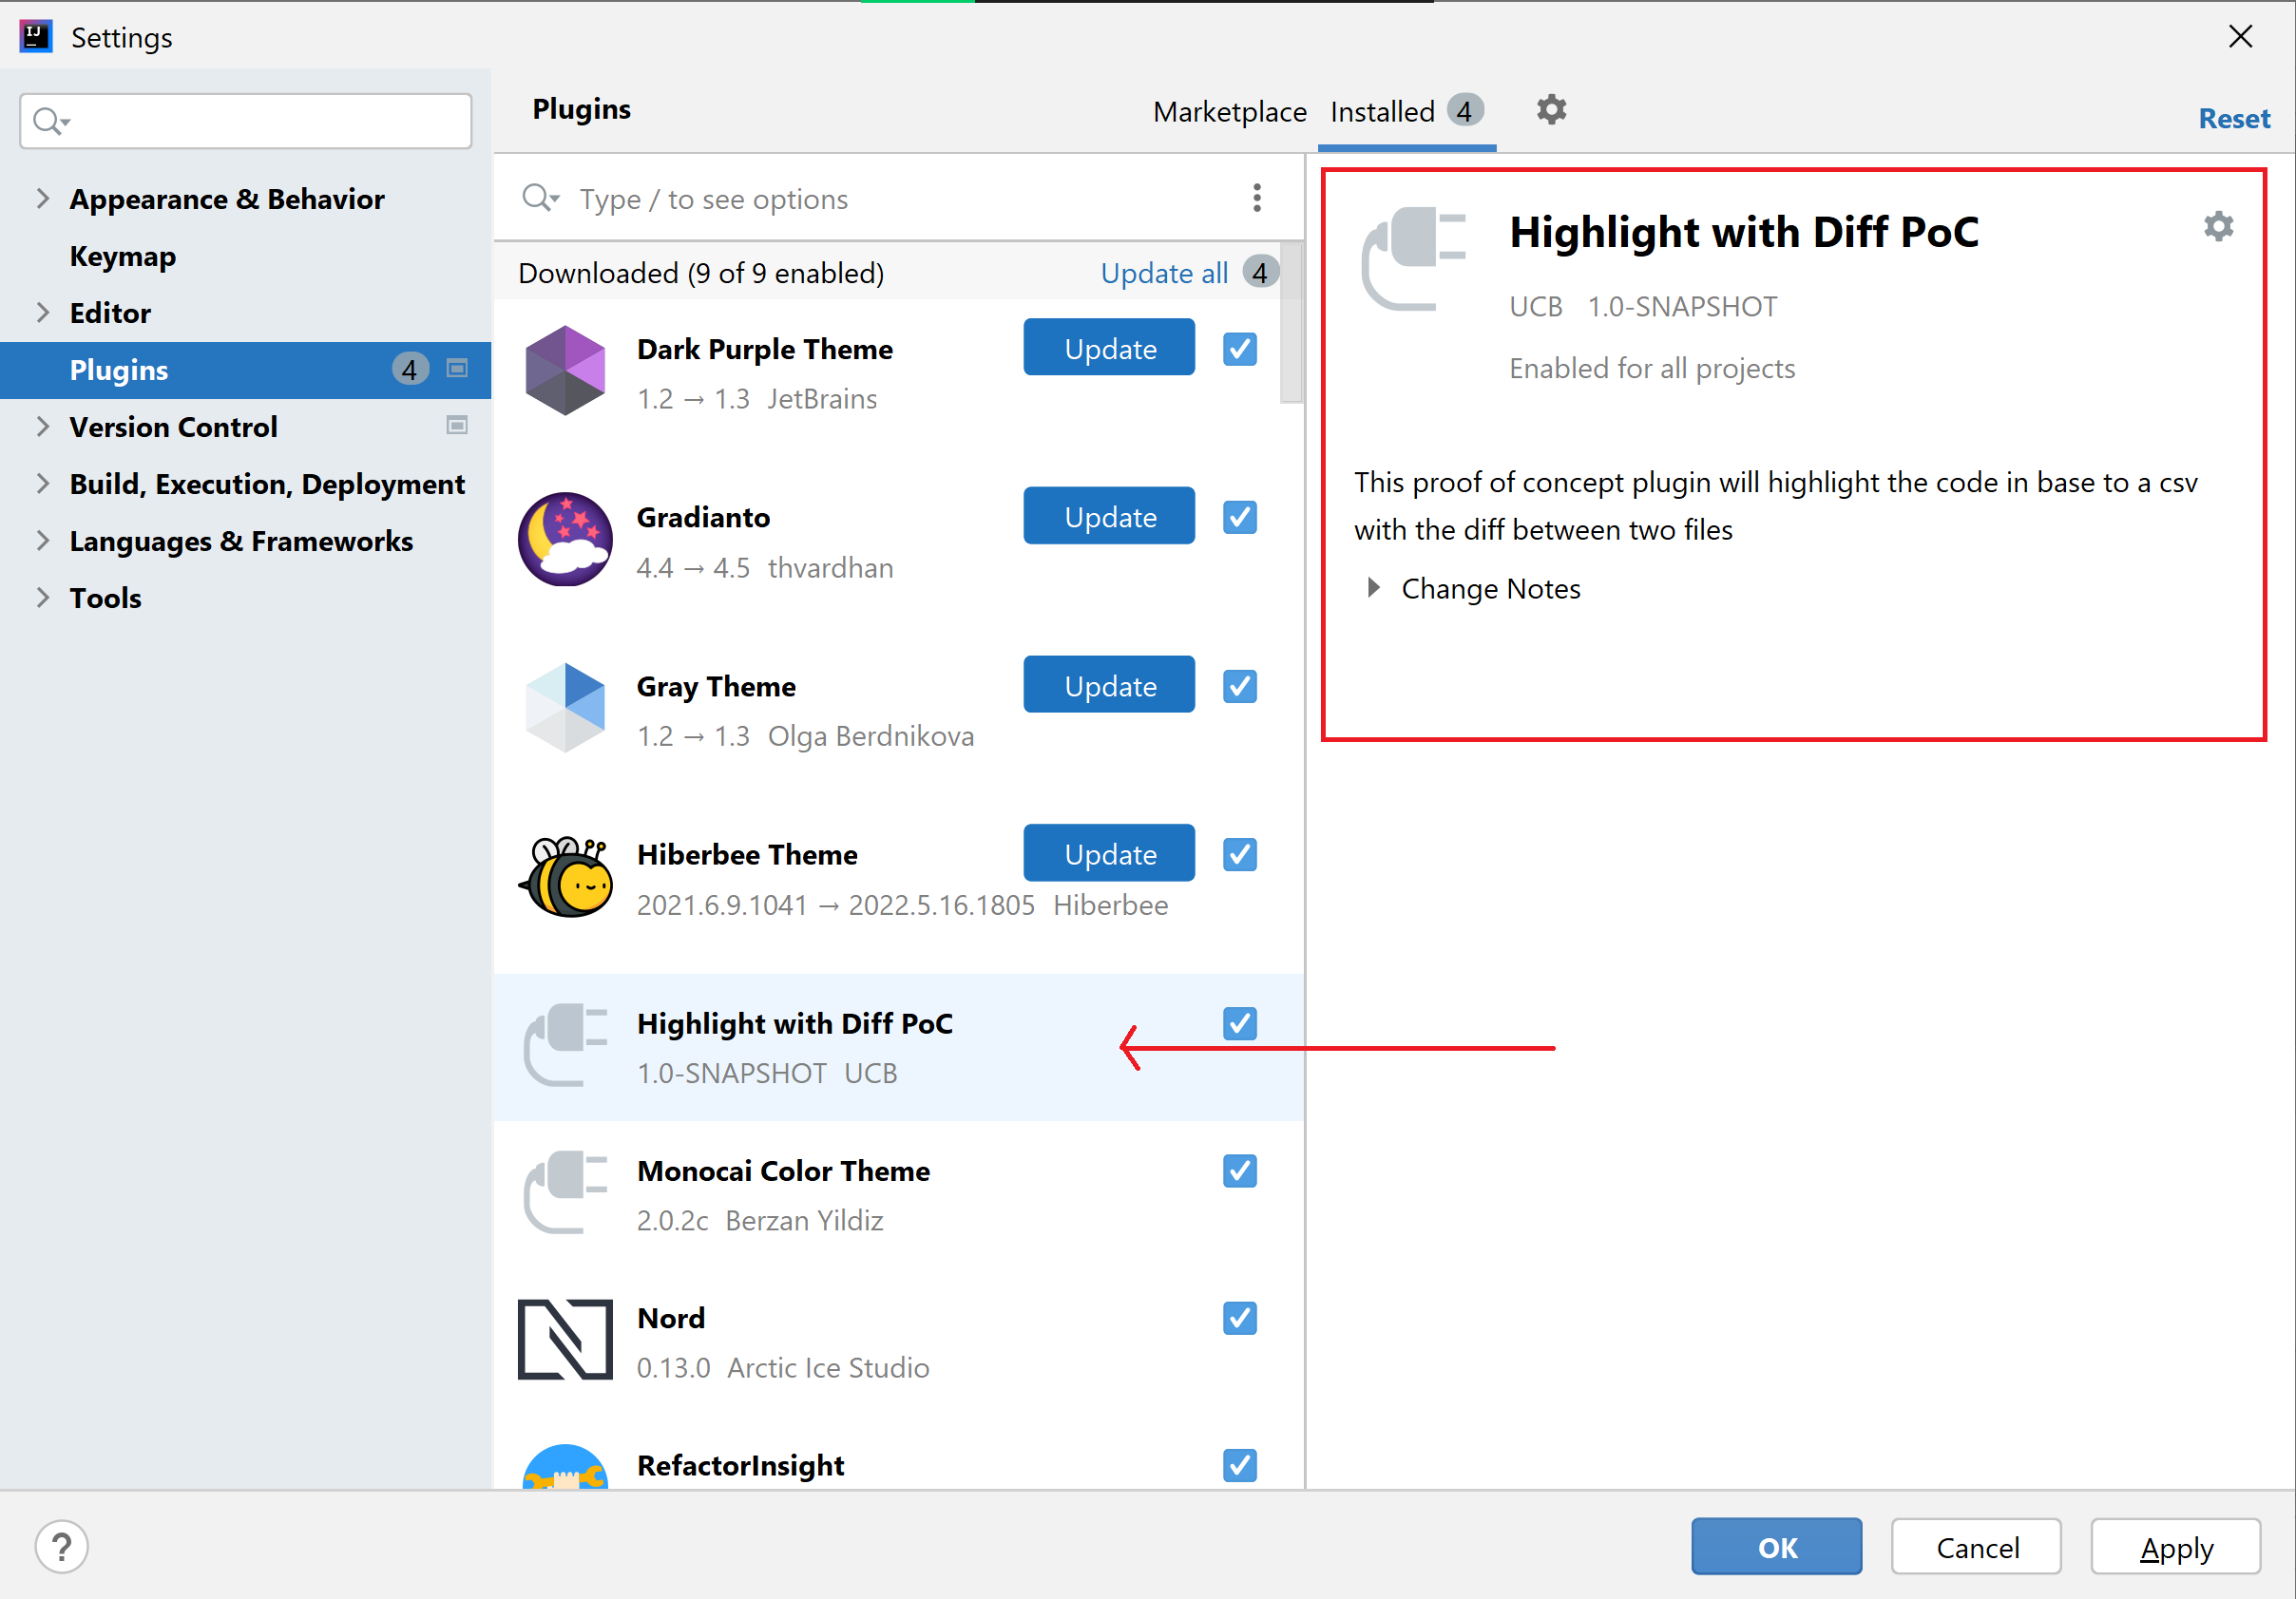 IJ
Settings
Plugins
Marketplace Installed 4
Reset
Appearance & Behavior
Keymap
Editor
Plugins 4
Version Control
Build, Execution, Deployment
Languages & Frameworks
Tools
Type / to see options
Downloaded (9 of 9 enabled) Update all 4
Dark Purple Theme Update
1.2 → 1.3 JetBrains
Gradianto Update
4.4 → 4.5 thvardhan
Gray Theme Update
1.2 → 1.3 Olga Berdnikova
Hiberbee Theme Update
2021.6.9.1041 → 2022.5.16.1805 Hiberbee
Highlight with Diff PoC
1.0-SNAPSHOT UCB
Monocai Color Theme
2.0.2c Berzan Yildiz
Nord
0.13.0 Arctic Ice Studio
RefactorInsight
Highlight with Diff PoC
UCB 1.0-SNAPSHOT
Enabled for all projects
This proof of concept plugin will highlight the code in base to a csv
with the diff between two files
Change Notes
?
OK Cancel Apply